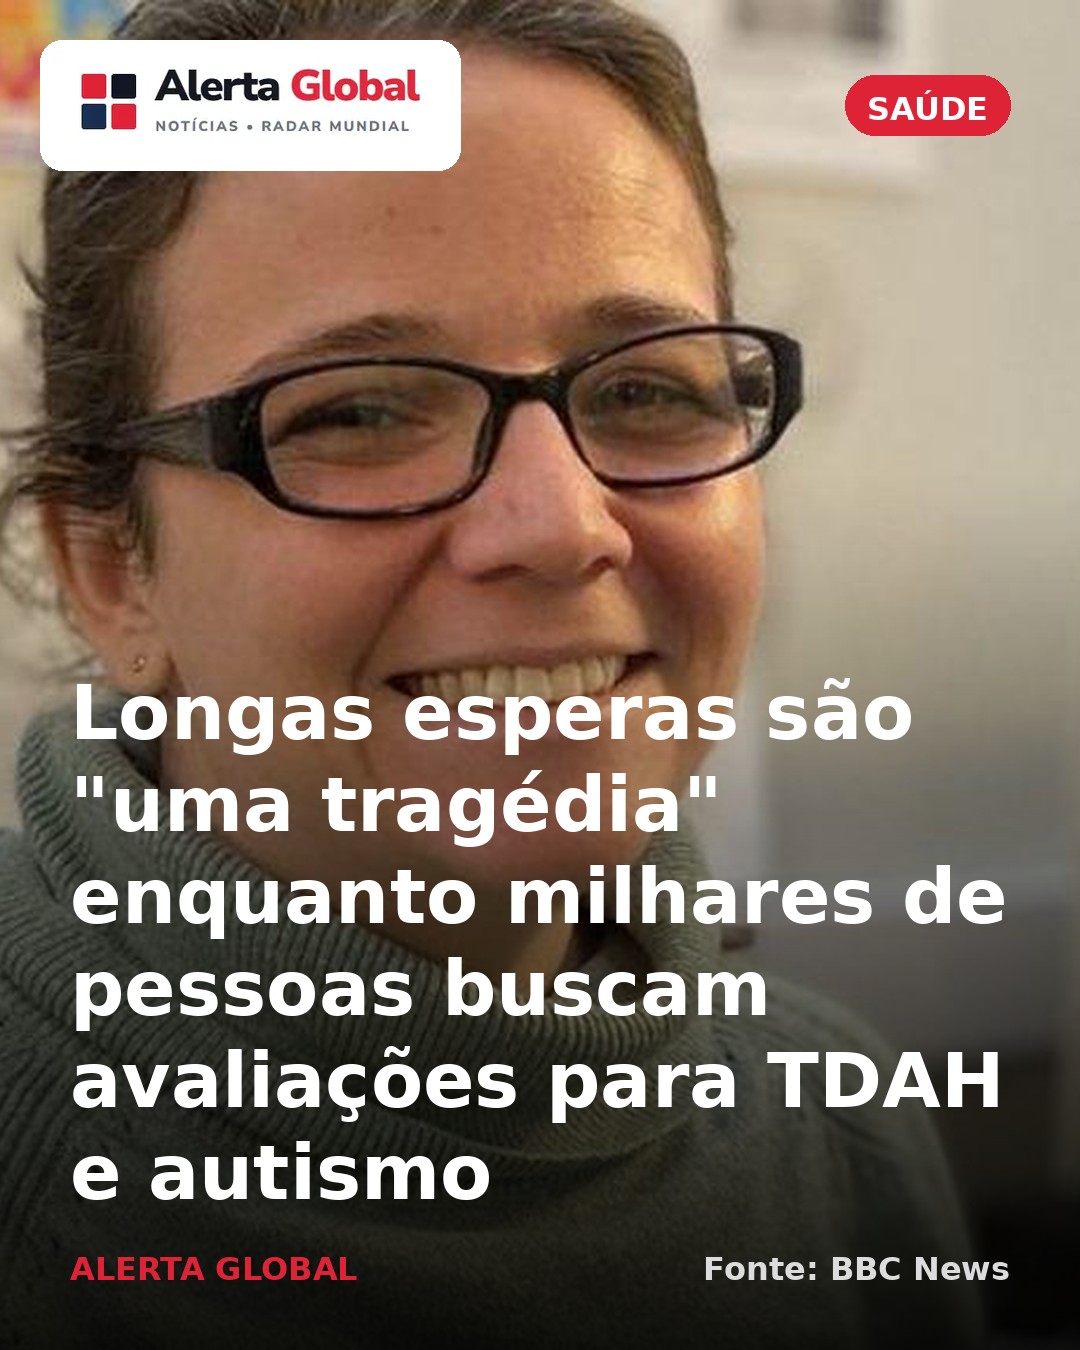 Alerta Global
NOTÍCIAS • RADAR MUNDIAL
SAÚDE
Longas esperas são
"uma tragédia"
enquanto milhares de
pessoas buscam
avaliações para TDAH
e autismo
ALERTA GLOBAL
Fonte: BBC News